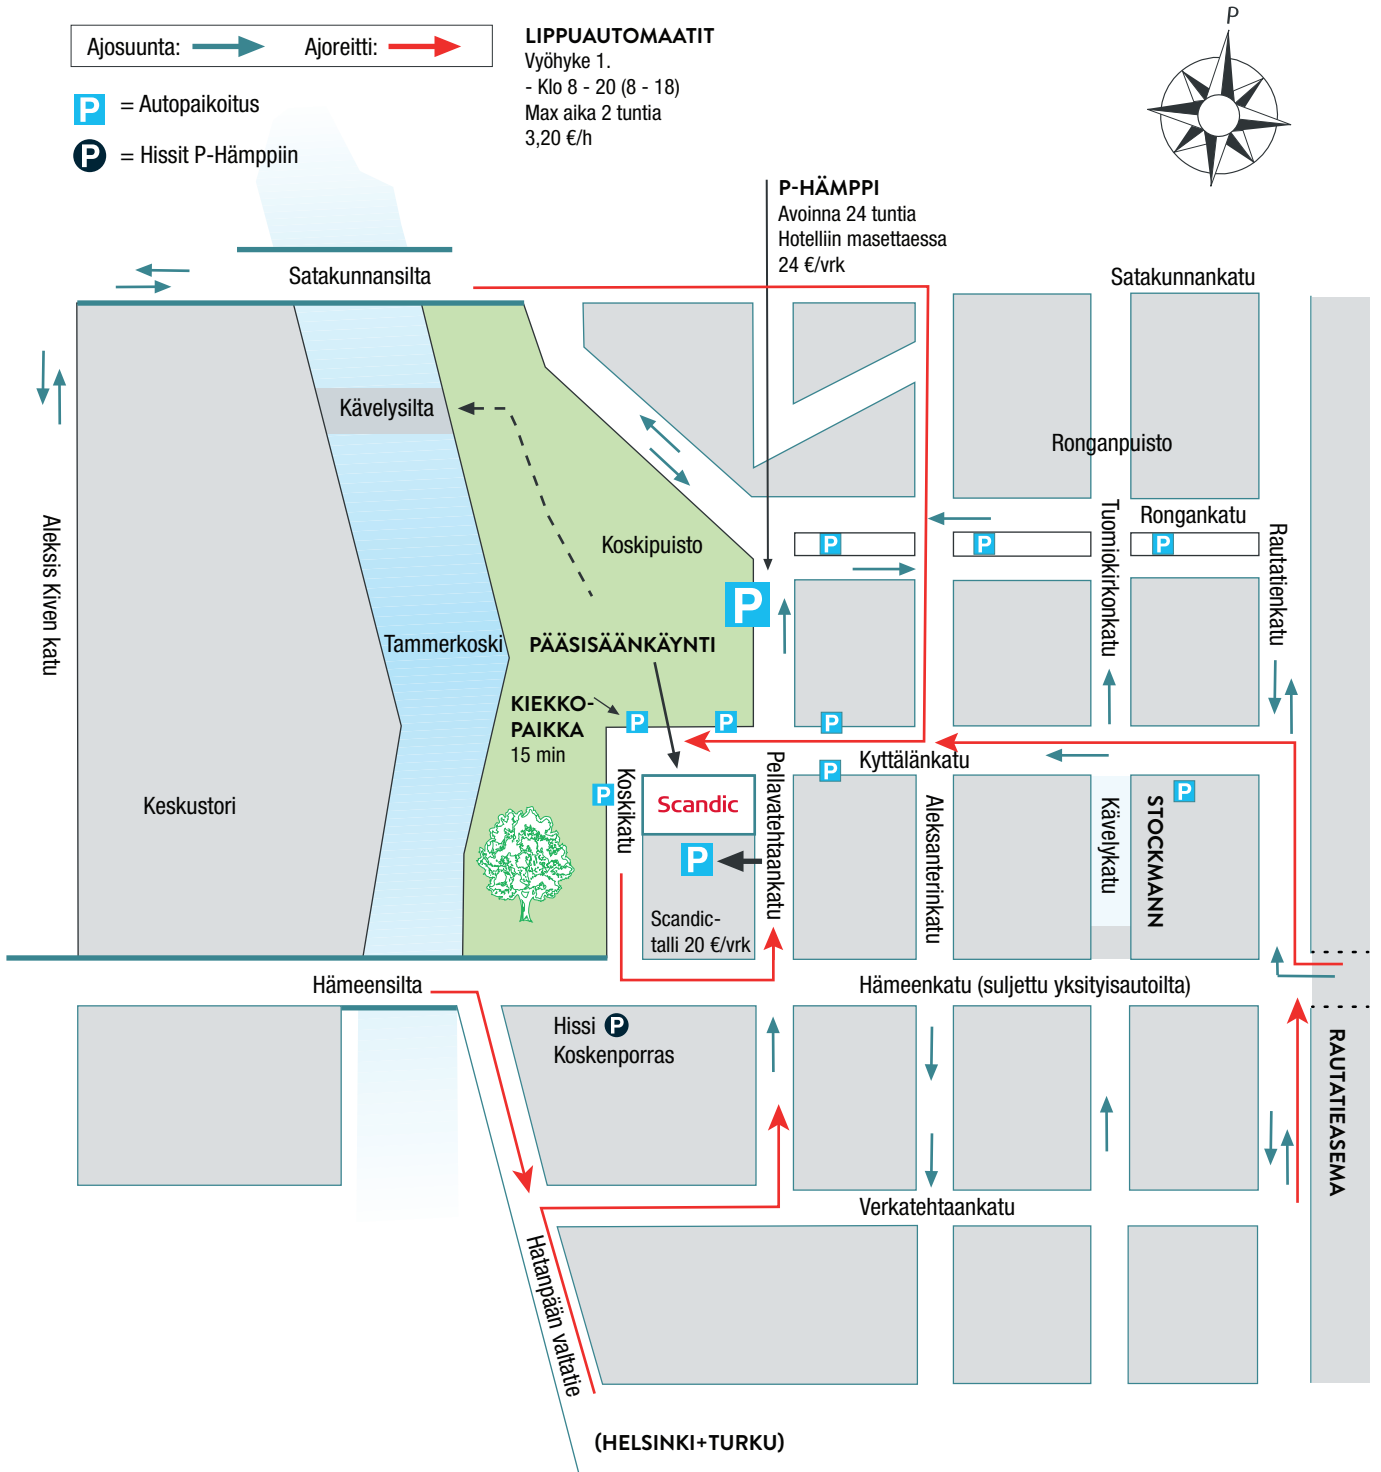 P
Ajosuunta:
Ajoreitti:
P = Autopaikoitus
P = Hissit P-Hämppiin
LIPPUAUTOMAATIT
Vyöhyke 1.
- Klo 8 - 20 (8 - 18)
Max aika 2 tuntia
3,20 €/h
P-HÄMPPI
Avoinna 24 tuntia
Hotelliin masettaessa
24 €/vrk
Satakunnansilta
Satakunnankatu
Kävelysilta
Ronganpuisto
Aleksis Kiven katu
Koskipuisto
Tuomiokirkonkatu
Rongankatu
Rautatienkatu
P
P
P
P
Tammerkoski
PÄÄSISÄÄNKÄYNTI
KIEKKO-
PAIKKA
15 min
P
P
P
Kyttälänkatu
P
P
P
Keskustori
Koskikatu
Scandic
P
Pellavatehtaankatu
Aleksanterinkatu
Kävelykatu
STOCKMANN
Scandic-
talli 20 €/vrk
Hämeensilta
Hämeenkatu (suljettu yksityisautoilta)
Hissi P
Koskenporras
RAUTATIEASEMA
Verkatehtaankatu
Hatanpään valtatie
(HELSINKI+TURKU)